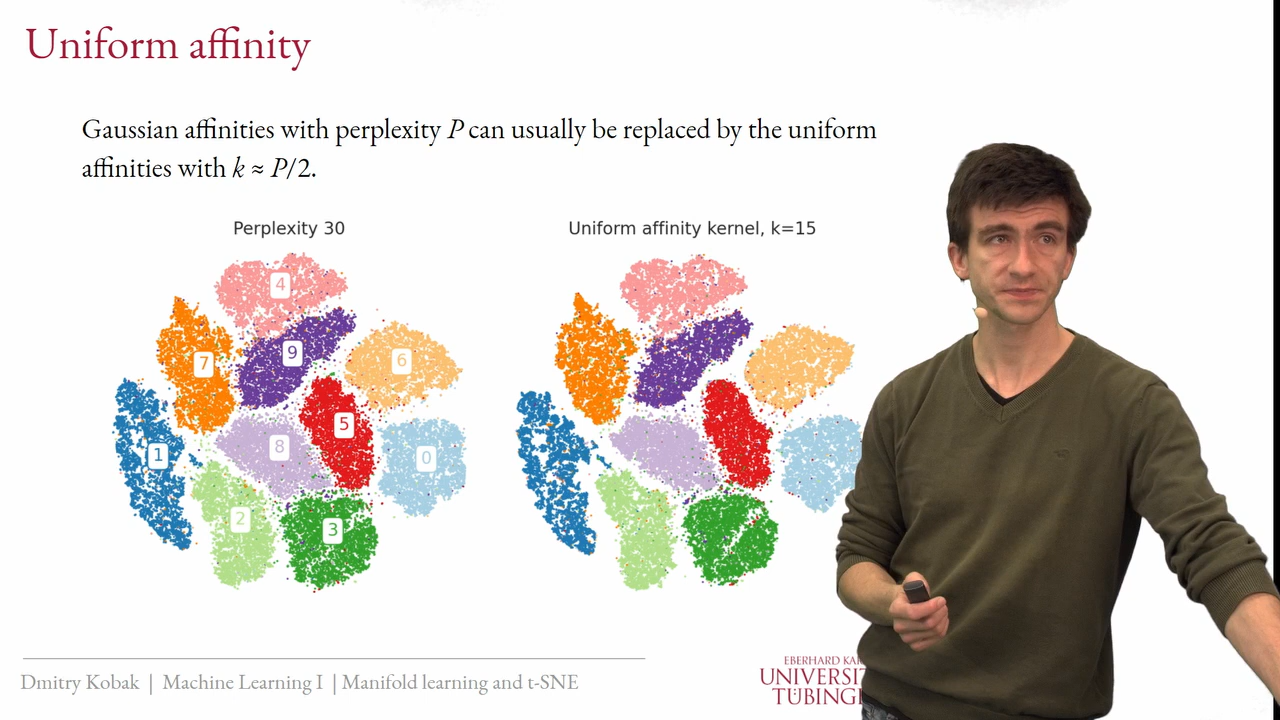 Uniform affinity
Gaussian affinities with perplexity P can usually be replaced by the uniform
affinities with k ≈ P/2.
Perplexity 30
Uniform affinity kernel, k=15
4
7
9
6
5
1
8
0
2
3
Dmitry Kobak | Machine Learning I | Manifold learning and t-SNE
EBERHARD